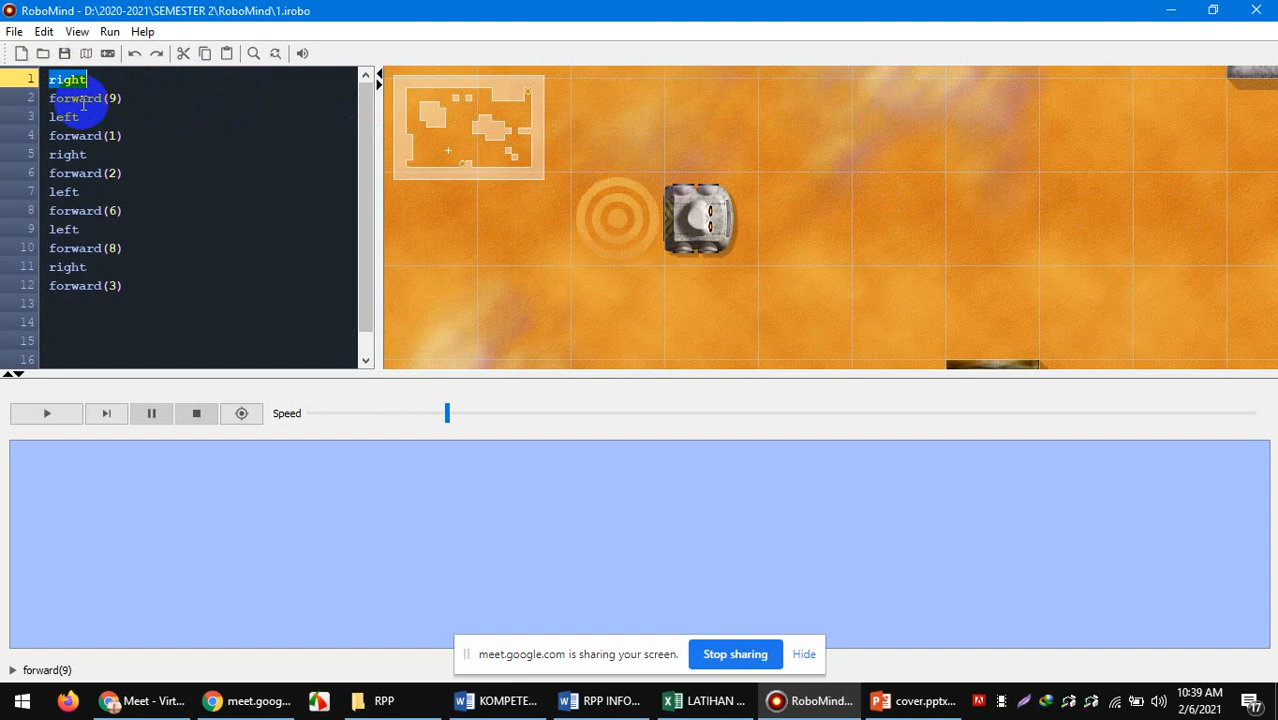 RoboMind - D:\2020-2021\SEMESTER 2\RoboMind\1.irobo
File Edit View Run Help
1 right
2 forward(9)
3 left
4 forward(1)
5 right
6 forward(2)
7 left
8 forward(6)
9 left
10 forward(8)
11 right
12 forward(3)
13
14
15
16
Speed
meet.google.com is sharing your screen. Stop sharing Hide
forward(9)
Meet - Virt... meet.goog... RPP KOMPETE... RPP INFO... LATIHAN ... RoboMind... cover.pptx... 10:39 AM
2/6/2021 17